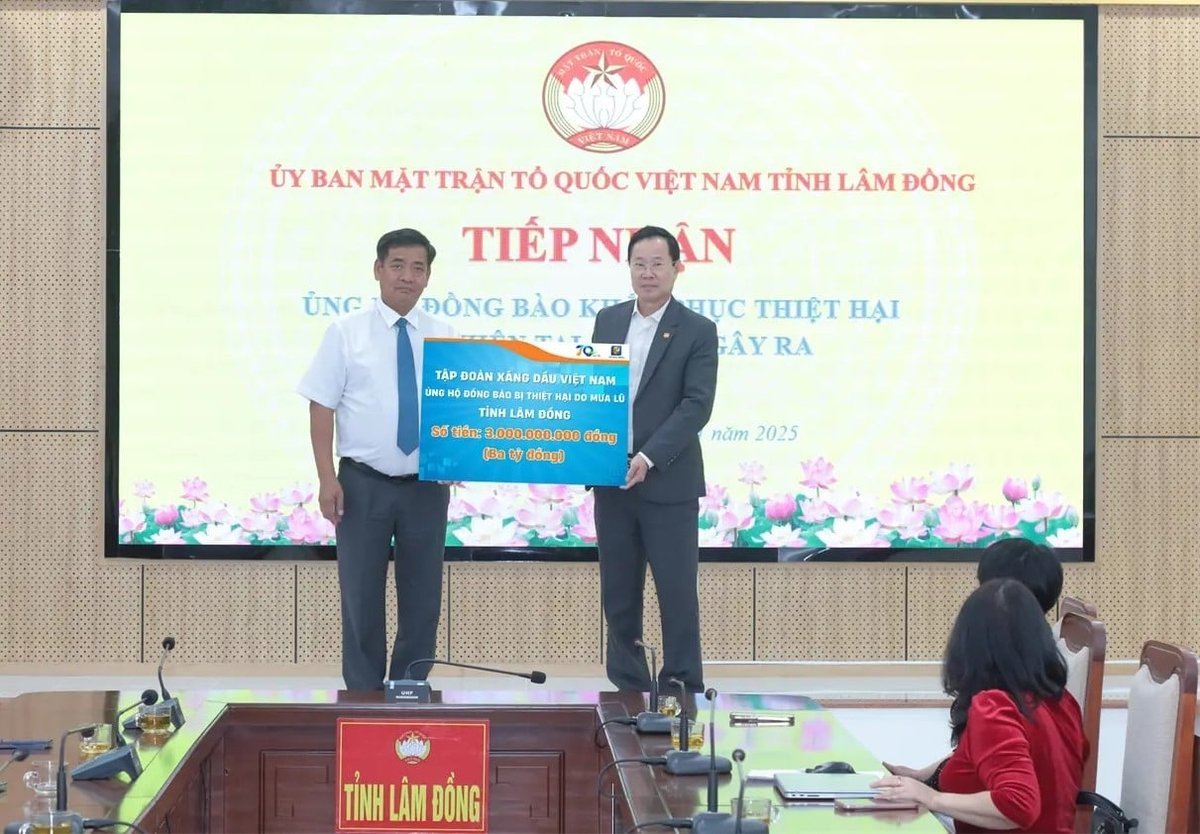 MẶT TRẬN TỔ QUỐC
VIỆT NAM
ỦY BAN MẶT TRẬN TỔ QUỐC VIỆT NAM TỈNH LÂM ĐỒNG
TIẾP NHẬN
ỦNG ĐỒNG BÀO THIỆT HẠI
GÂY RA
năm 2025
70
TẬP ĐOÀN XĂNG DẦU VIỆT NAM
ỦNG HỘ ĐỒNG BÀO BỊ THIỆT HẠI DO MƯA LŨ
TỈNH LÂM ĐỒNG
Số tiền: 3.000.000.000 đồng
(Ba tỷ đồng)
TỈNH LÂM ĐỒNG